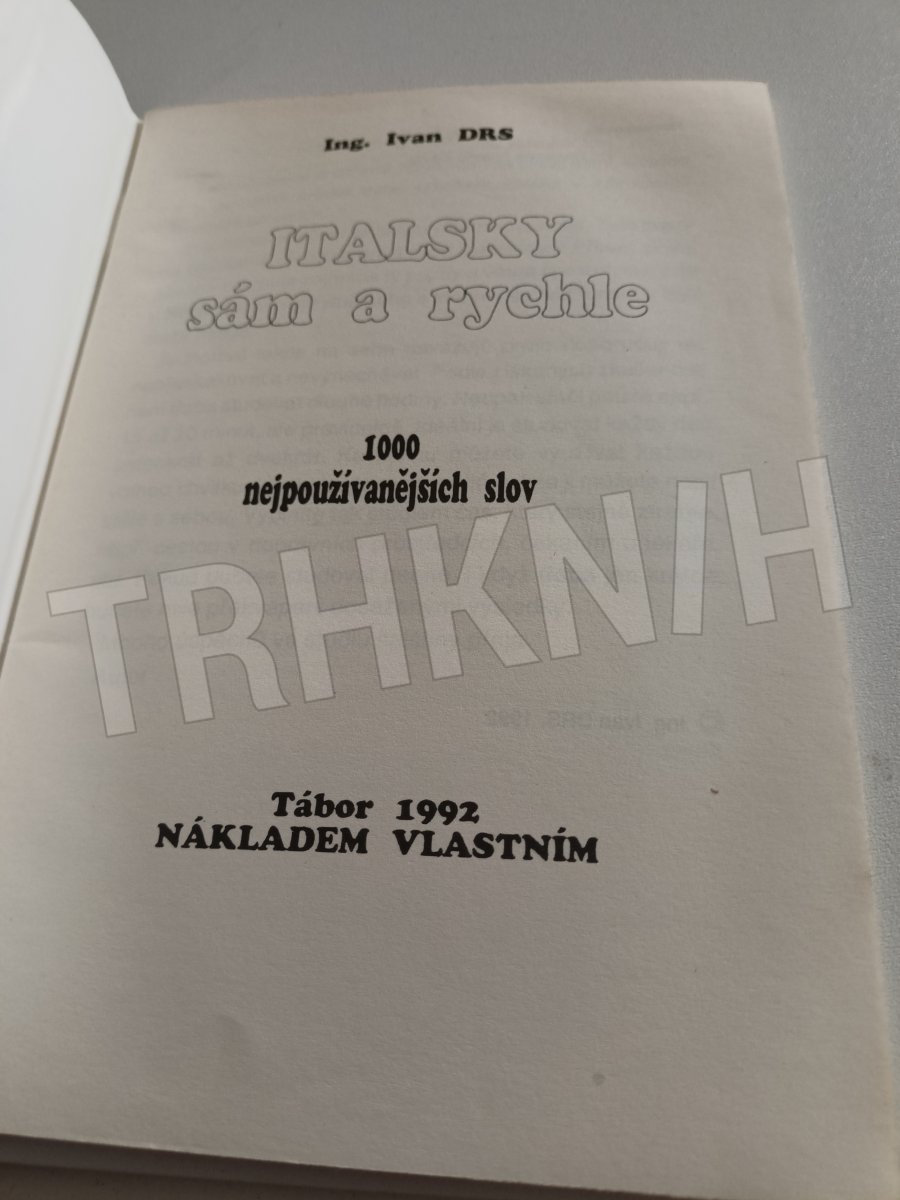 Ing. Ivan DRS
ITALSKY
sám a rychle
1000
nejpoužívanějších slov
TRHKNIH
Tábor 1992
NÁKLADEM VLASTNÍM